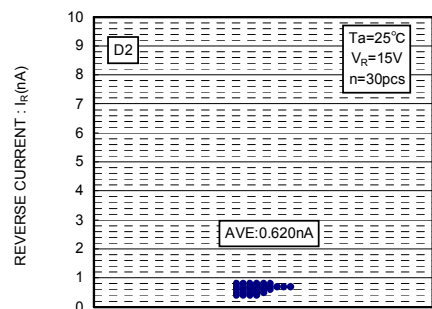 REVERSE CURRENT : IR(nA)
10
9
8
7
6
5
4
3
2
1
0
D2
Ta=25℃
VR=15V
n=30pcs
AVE:0.620nA